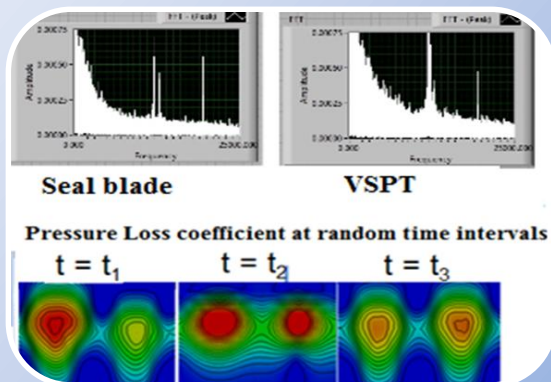 FFT - (Peak)
0.00075
0.00050
0.00025
0.00000
Amplitude
0.000
25000.000
Frequency
Seal blade
FFT
FFT - (Peak)
0.00075
0.00050
0.00025
0.00000
Amplitude
0.000
25000.000
Frequency
VSPT
Pressure Loss coefficient at random time intervals
t = t1
t = t2
t = t3